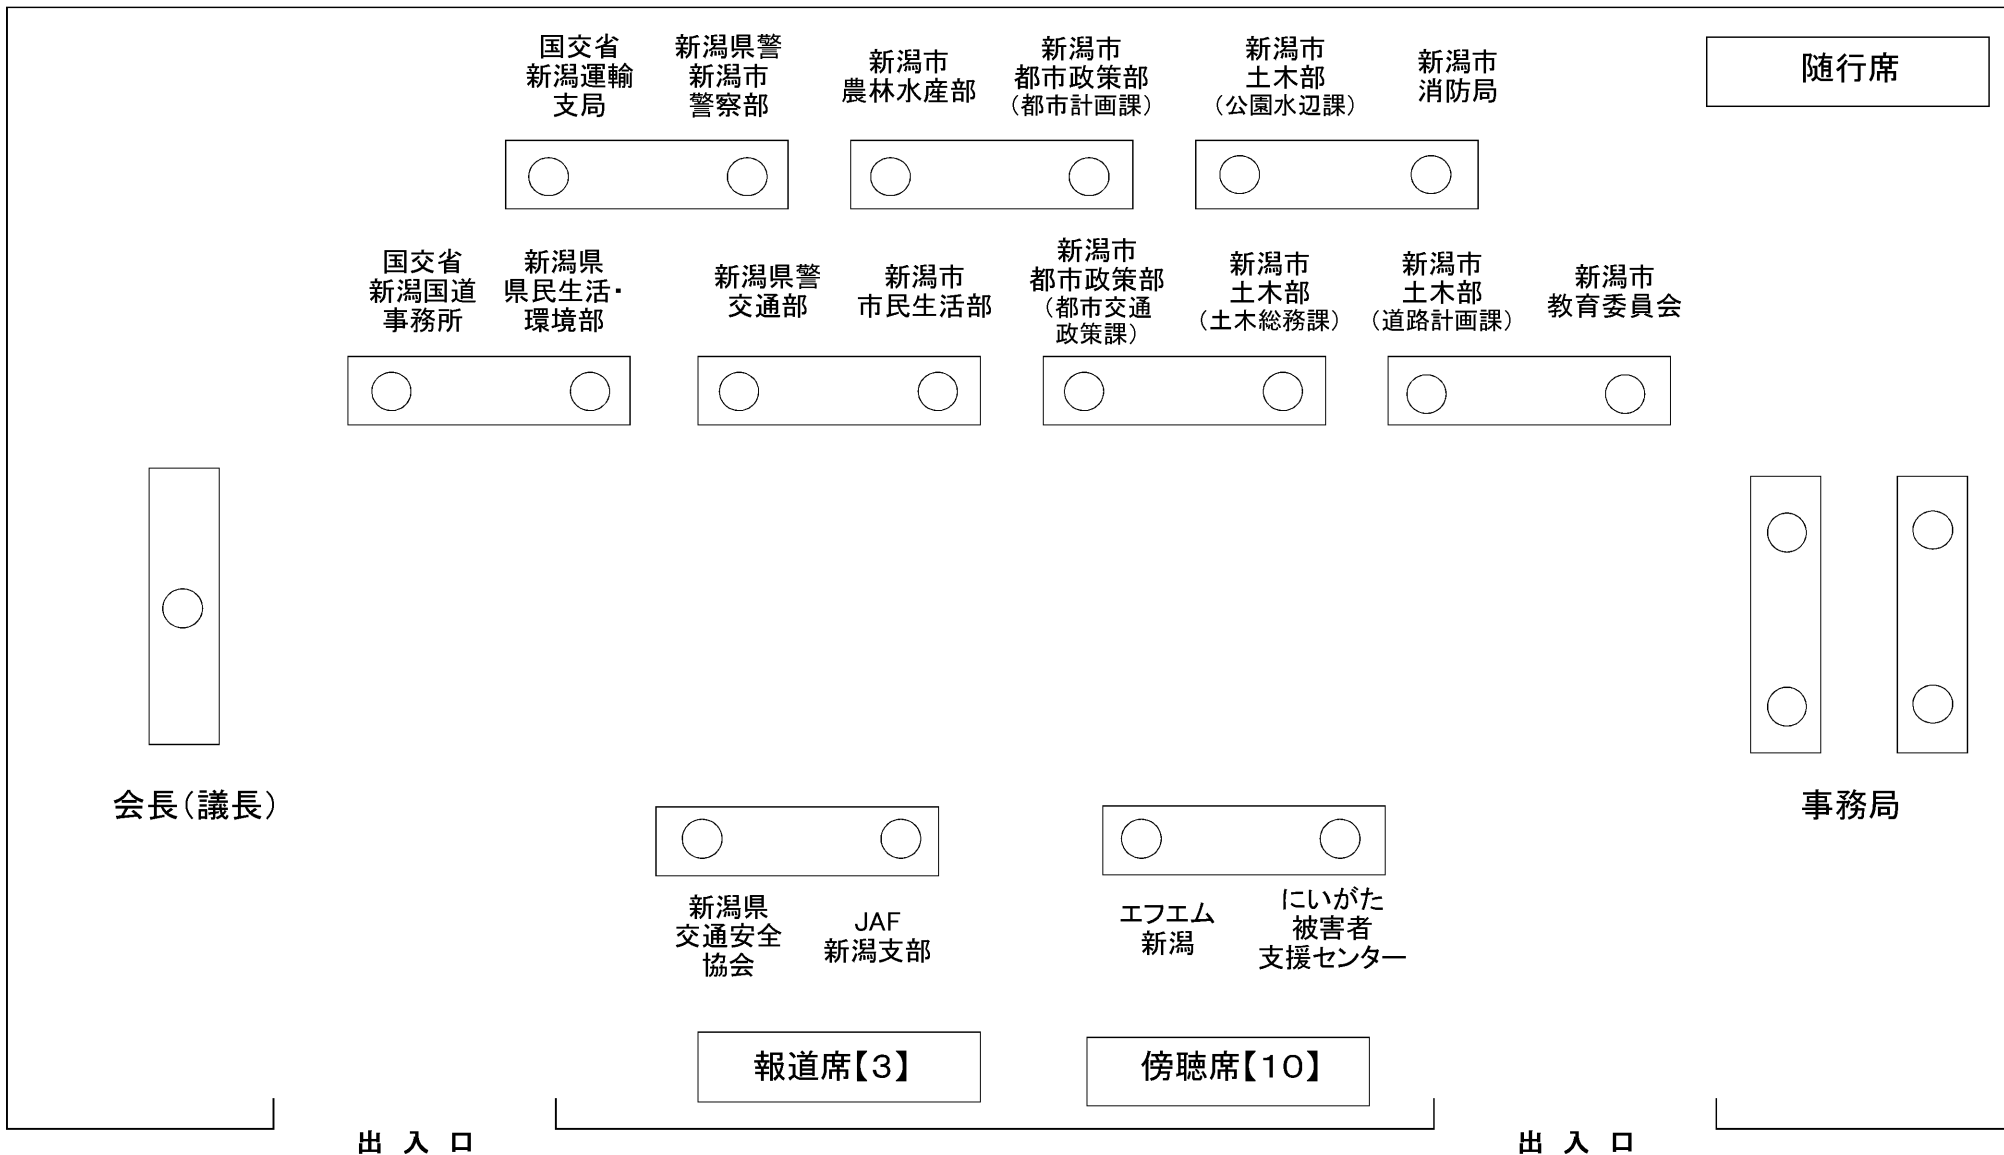 国交省
新潟運輸
支局
新潟県警
新潟市
警察部
新潟市
農林水産部
新潟市
都市政策部
（都市計画課）
新潟市
土木部
（公園水辺課）
新潟市
消防局
随行席
国交省
新潟国道
事務所
新潟県
県民生活・
環境部
新潟県警
交通部
新潟市
市民生活部
新潟市
都市政策部
（都市交通
政策課）
新潟市
土木部
（土木総務課）
新潟市
土木部
（道路計画課）
新潟市
教育委員会
会長（議長）
事務局
新潟県
交通安全
協会
JAF
新潟支部
エフエム
新潟
にいがた
被害者
支援センター
報道席【３】
傍聴席【１０】
出 入 口
出 入 口